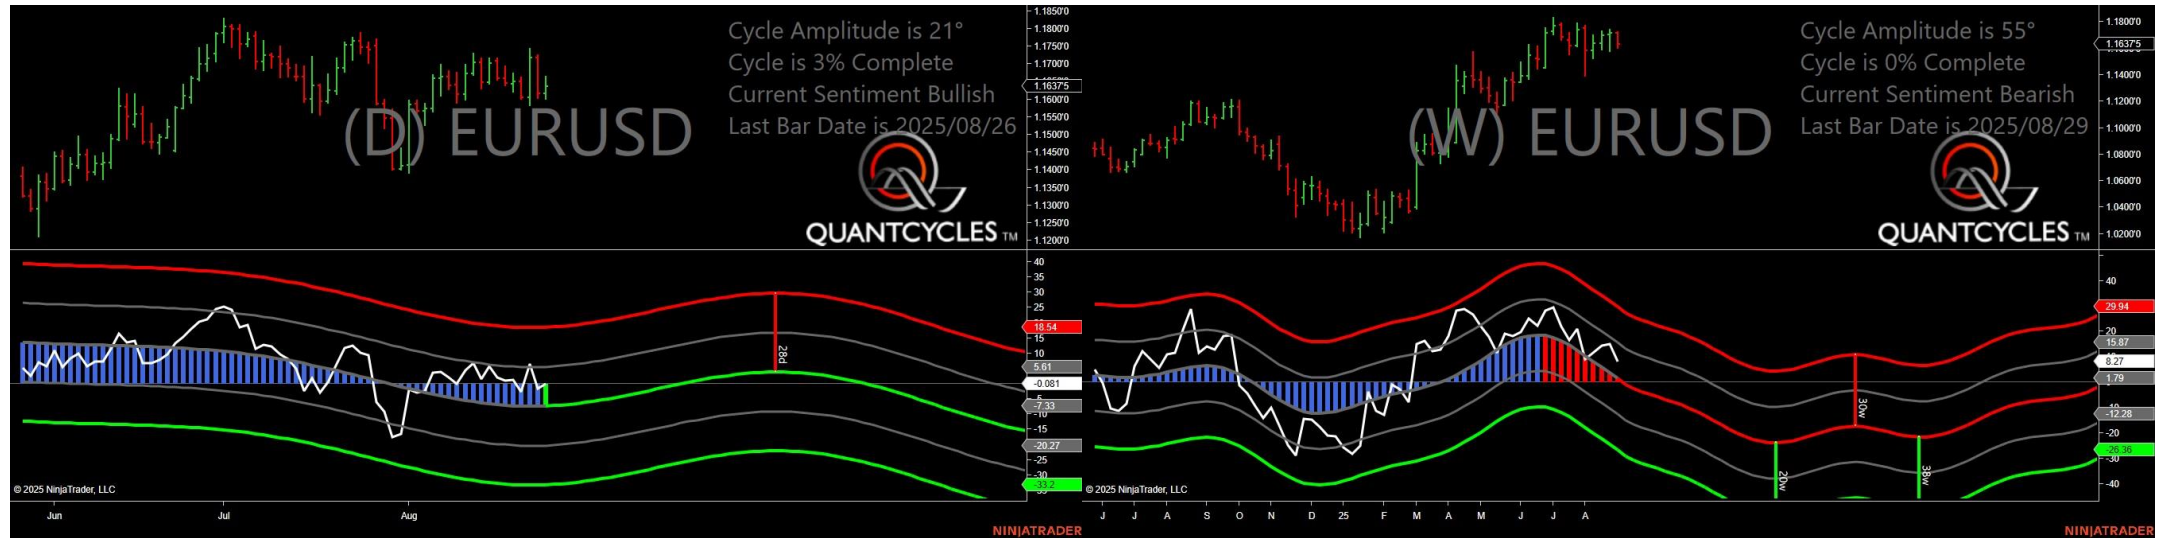 Cycle Amplitude is 21°
Cycle is 3% Complete
Current Sentiment Bullish
Last Bar Date is 2025/08/26
(D) EURUSD
QUANTCYCLES TM
1.1850'0
1.1800'0
1.1750'0
1.1700'0
1.1637'5
1.1600'0
1.1550'0
1.1500'0
1.1450'0
1.1400'0
1.1350'0
1.1300'0
1.1250'0
1.1200'0
40
35
30
25
18.54
15
10
5.61
-0.081
-7.33
-10
-15
-20.27
-25
-30
-33.2
28d
© 2025 NinjaTrader, LLC
Jun
Jul
Aug
NINJATRADER
Cycle Amplitude is 55°
Cycle is 0% Complete
Current Sentiment Bearish
Last Bar Date is 2025/08/29
(W) EURUSD
QUANTCYCLES TM
1.1800'0
1.1637'5
1.1400'0
1.1200'0
1.1000'0
1.0800'0
1.0600'0
1.0400'0
1.0200'0
40
29.94
20
15.87
8.27
1.79
-12.28
-20
-26.36
-30
-40
20w
30w
38w
© 2025 NinjaTrader, LLC
J J A S O N D 25 F M A M J J A
NINJATRADER